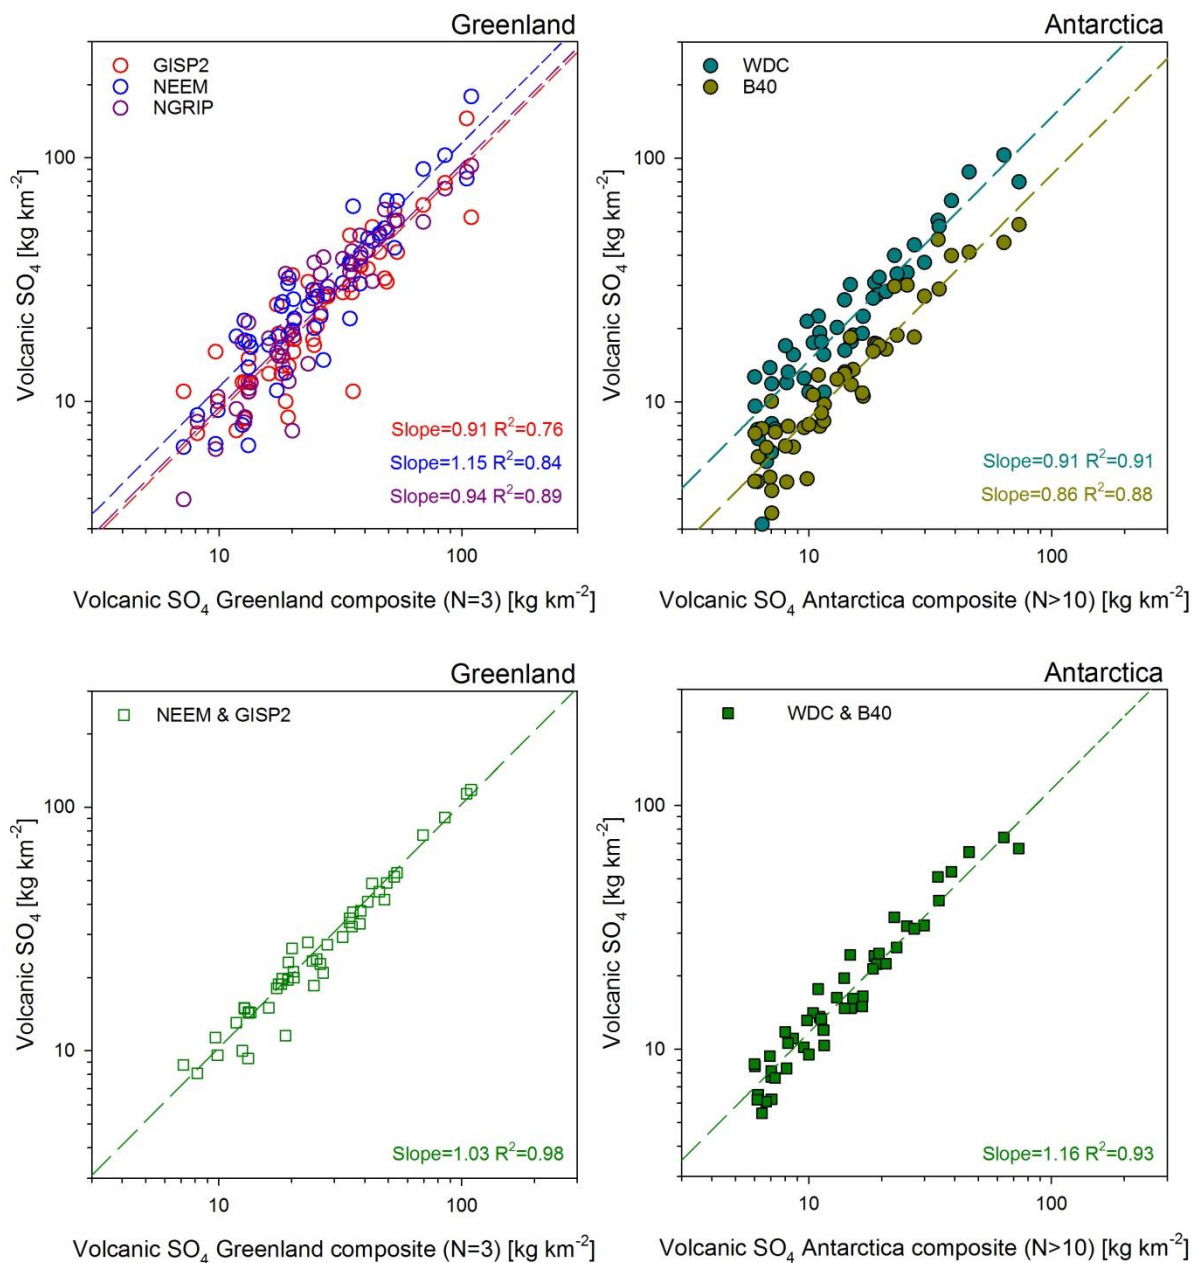 Greenland
GISP2
NEEM
NGRIP
100
10
Volcanic SO4 [kg km-2]
Slope=0.91 R2=0.76
Slope=1.15 R2=0.84
Slope=0.94 R2=0.89
10 100
Volcanic SO4 Greenland composite (N=3) [kg km-2]
Antarctica
WDC
B40
100
10
Volcanic SO4 [kg km-2]
Slope=0.91 R2=0.91
Slope=0.86 R2=0.88
10 100
Volcanic SO4 Antarctica composite (N>10) [kg km-2]
Greenland
NEEM & GISP2
100
10
Volcanic SO4 [kg km-2]
Slope=1.03 R2=0.98
10 100
Volcanic SO4 Greenland composite (N=3) [kg km-2]
Antarctica
WDC & B40
100
10
Volcanic SO4 [kg km-2]
Slope=1.16 R2=0.93
10 100
Volcanic SO4 Antarctica composite (N>10) [kg km-2]